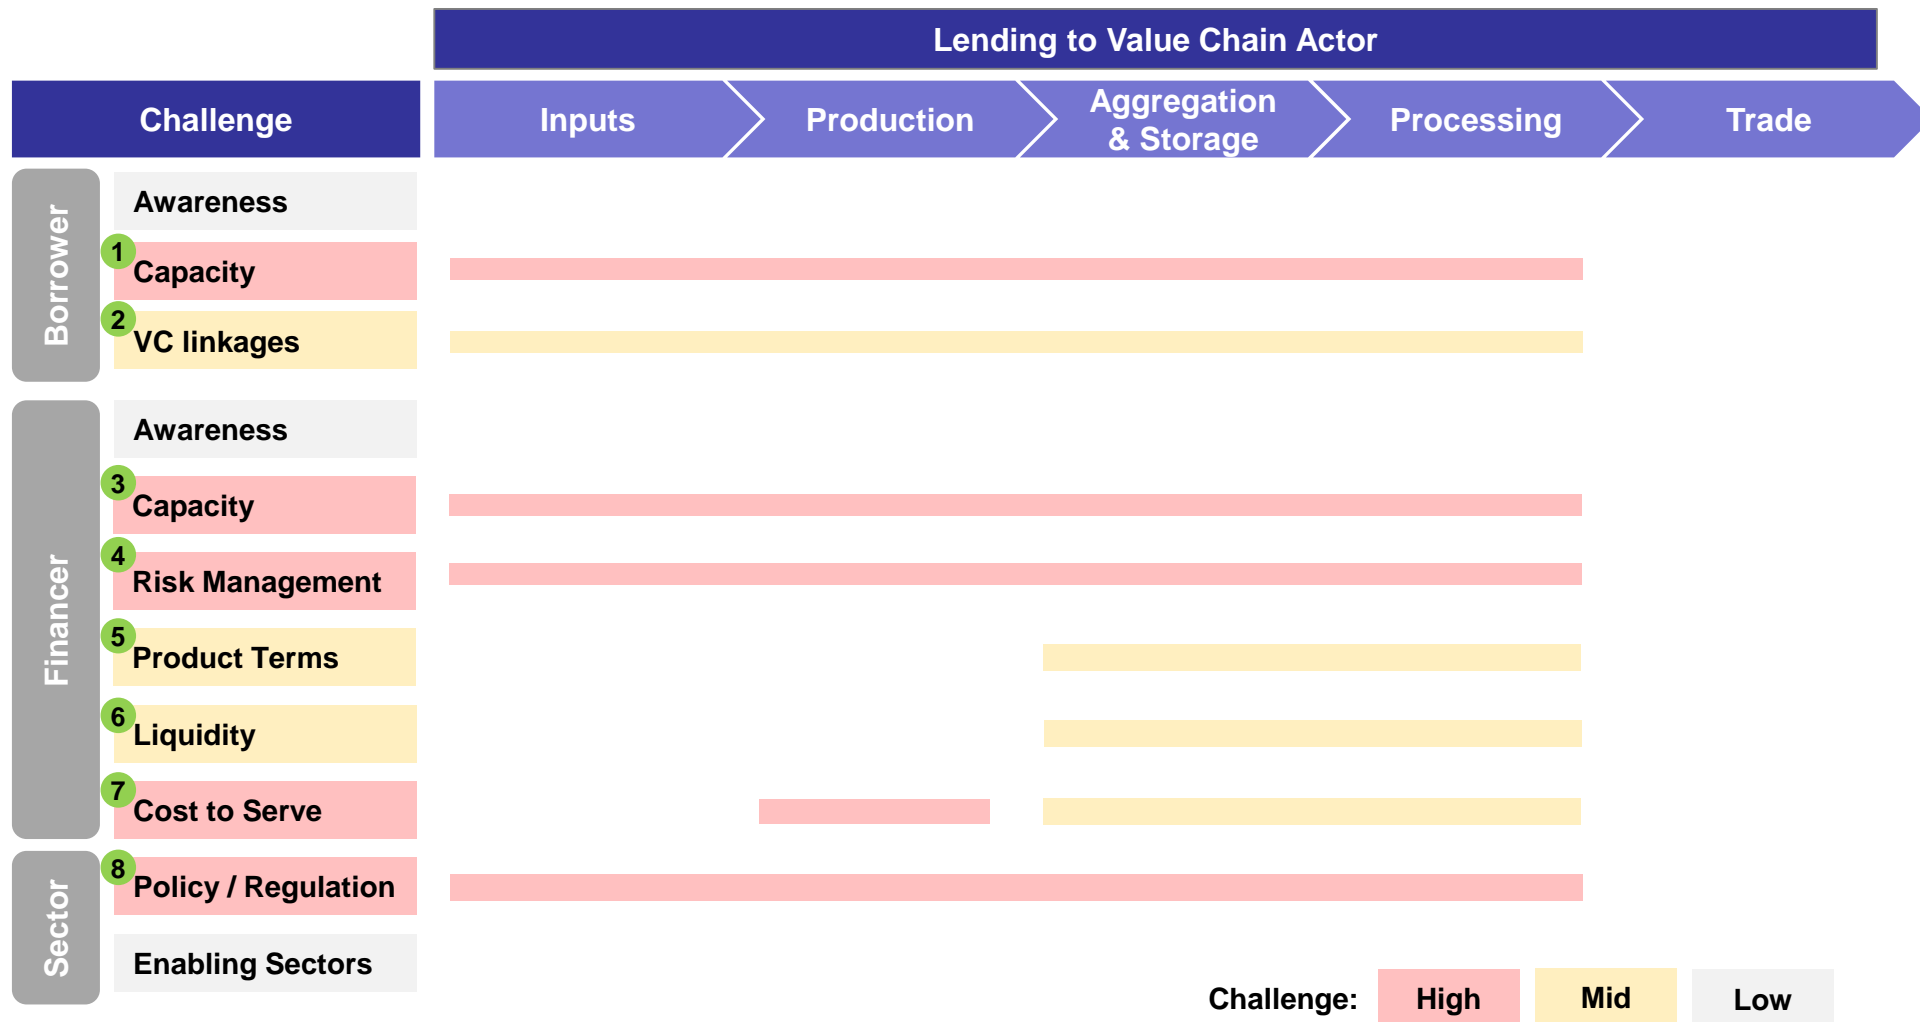 Lending to Value Chain Actor
Challenge
Inputs
Production
Aggregation
& Storage
Processing
Trade
Borrower
Awareness
1
Capacity
2
VC linkages
Financer
Awareness
3
Capacity
4
Risk Management
5
Product Terms
6
Liquidity
7
Cost to Serve
Sector
8
Policy / Regulation
Enabling Sectors
Challenge:
High
Mid
Low